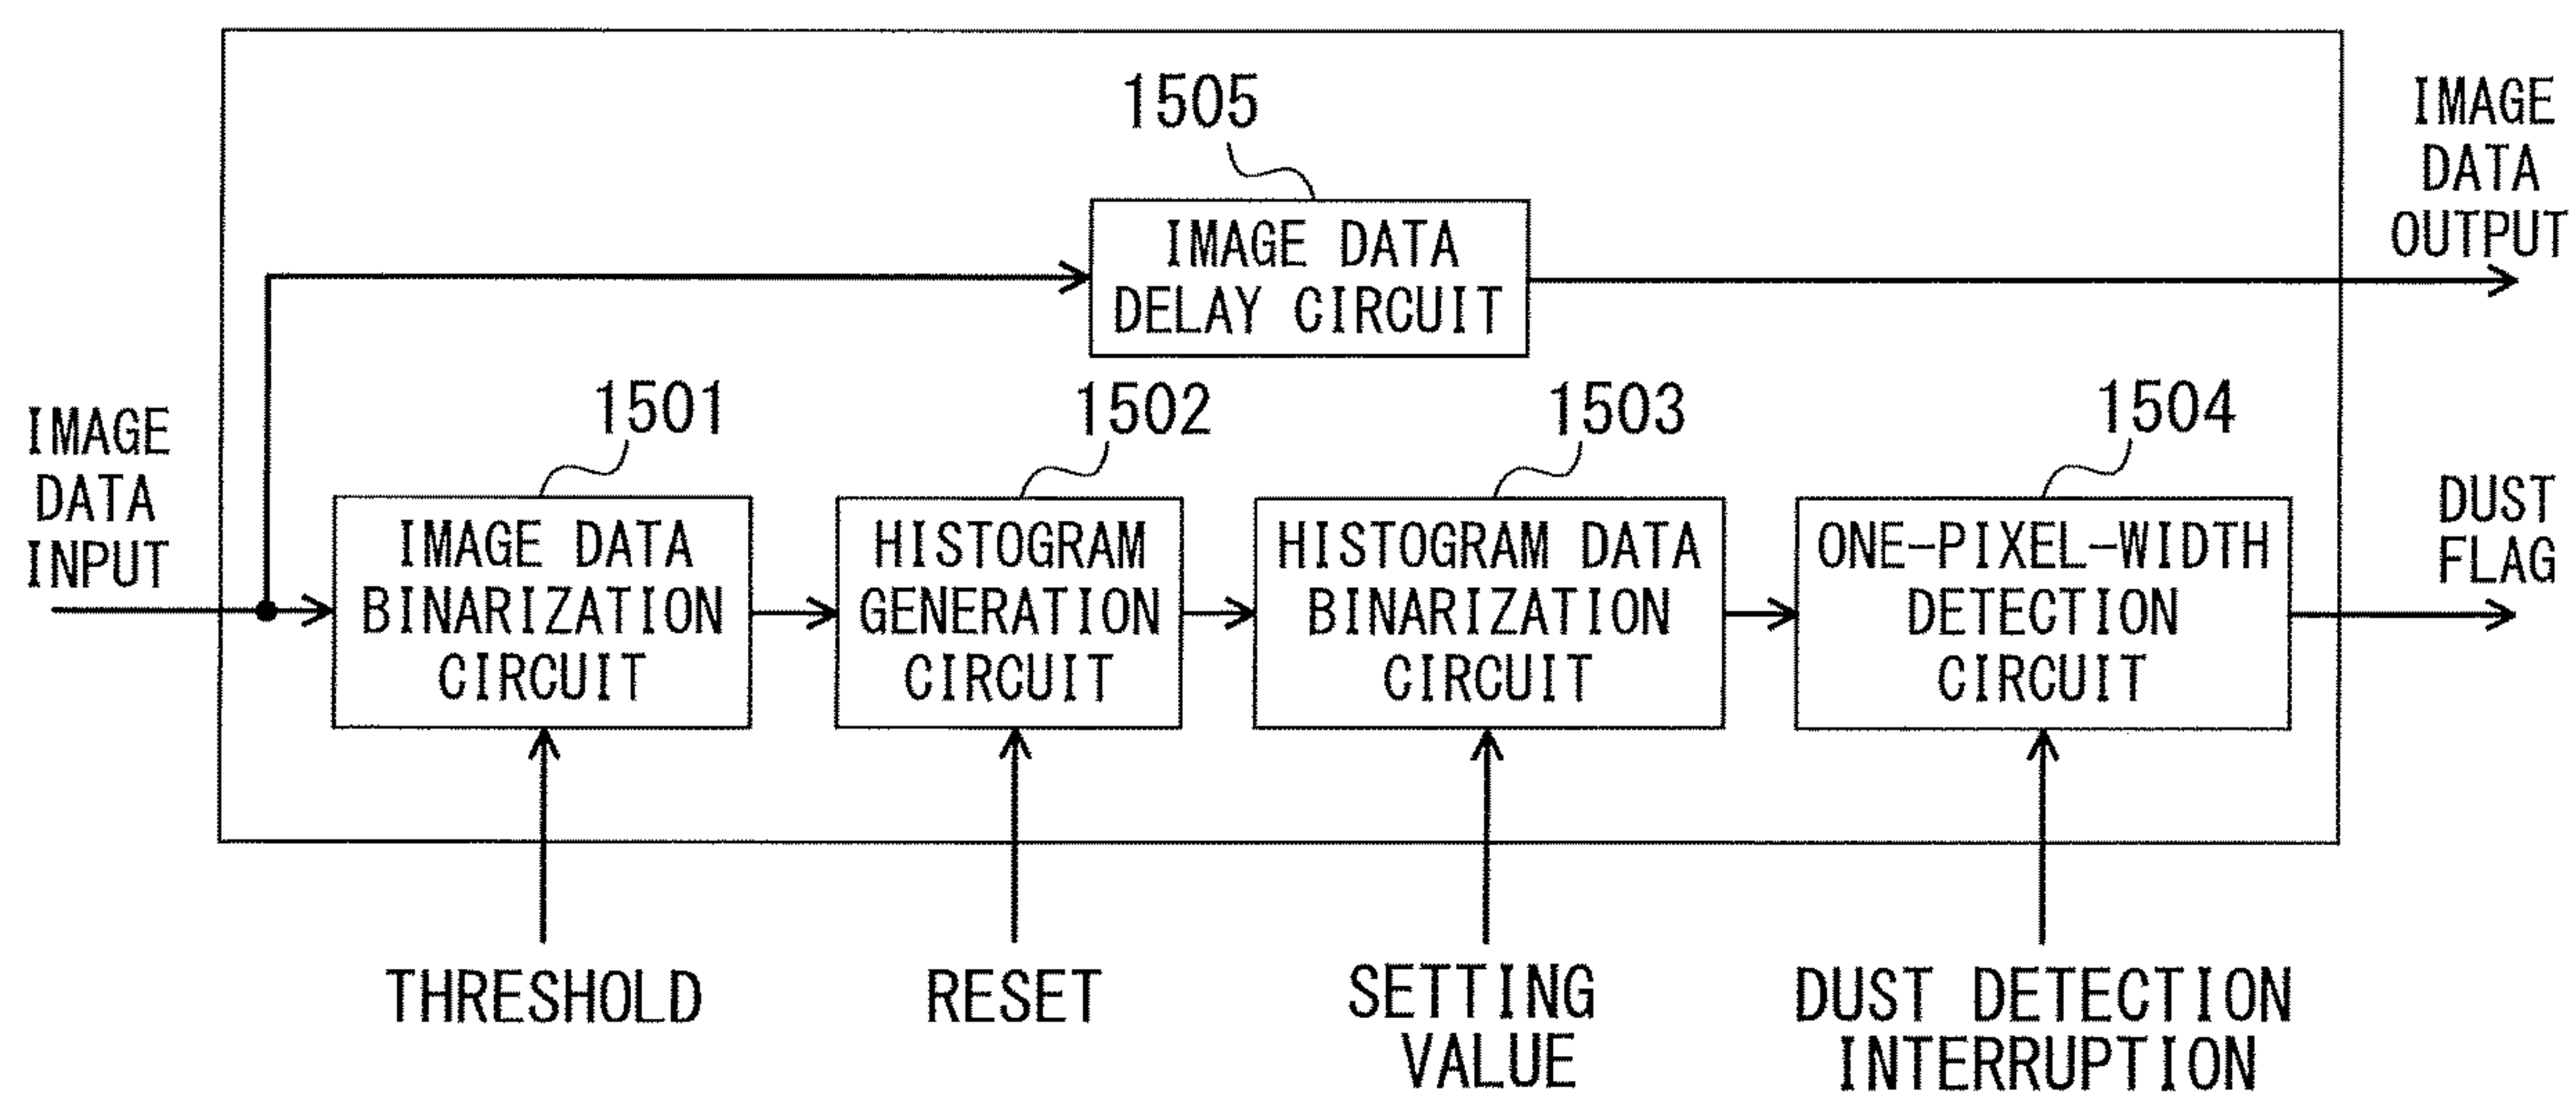 1505
IMAGE DATA
DELAY CIRCUIT
IMAGE
DATA
OUTPUT
IMAGE
DATA
INPUT
1501
IMAGE DATA
BINARIZATION
CIRCUIT
1502
HISTOGRAM
GENERATION
CIRCUIT
1503
HISTOGRAM DATA
BINARIZATION
CIRCUIT
1504
ONE-PIXEL-WIDTH
DETECTION
CIRCUIT
DUST
FLAG
THRESHOLD
RESET
SETTING
VALUE
DUST DETECTION
INTERRUPTION